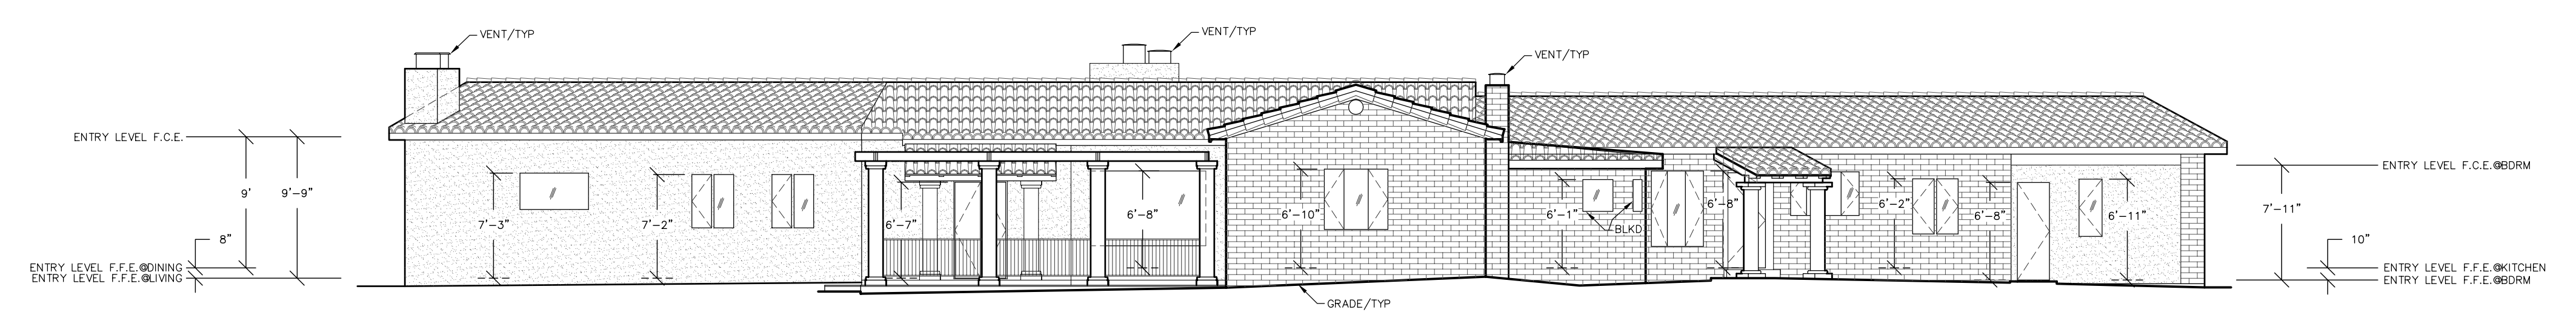 VENT/TYP
VENT/TYP
VENT/TYP
ENTRY LEVEL F.C.E.
9'
9'-9"
8"
ENTRY LEVEL F.F.E.@DINING
ENTRY LEVEL F.F.E.@LIVING
7'-3"
7'-2"
6'-7"
6'-8"
6'-10"
6'-1"
BLKD
6'-8"
6'-2"
6'-8"
6'-11"
GRADE/TYP
ENTRY LEVEL F.C.E.@BDRM
7'-11"
10"
ENTRY LEVEL F.F.E.@KITCHEN
ENTRY LEVEL F.F.E.@BDRM